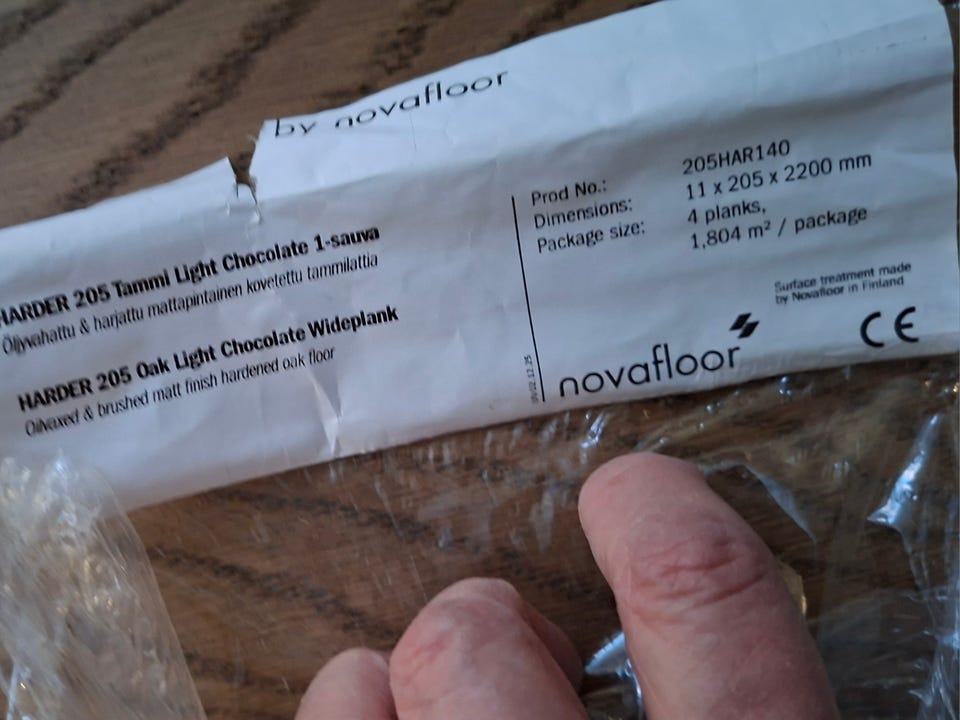 by novafloor
HARDER 205 Tammi Light Chocolate 1-sauva
Öljyvahattu & harjattu mattapintainen kovetettu tammilattia
HARDER 205 Oak Light Chocolate Wideplank
Oilvaxed & brushed matt finish hardened oak floor
Prod No.: 205HAR140
Dimensions: 11 x 205 x 2200 mm
Package size: 4 planks,
1,804 m² / package
Surface treatment made
by Novafloor in Finland
novafloor
CE